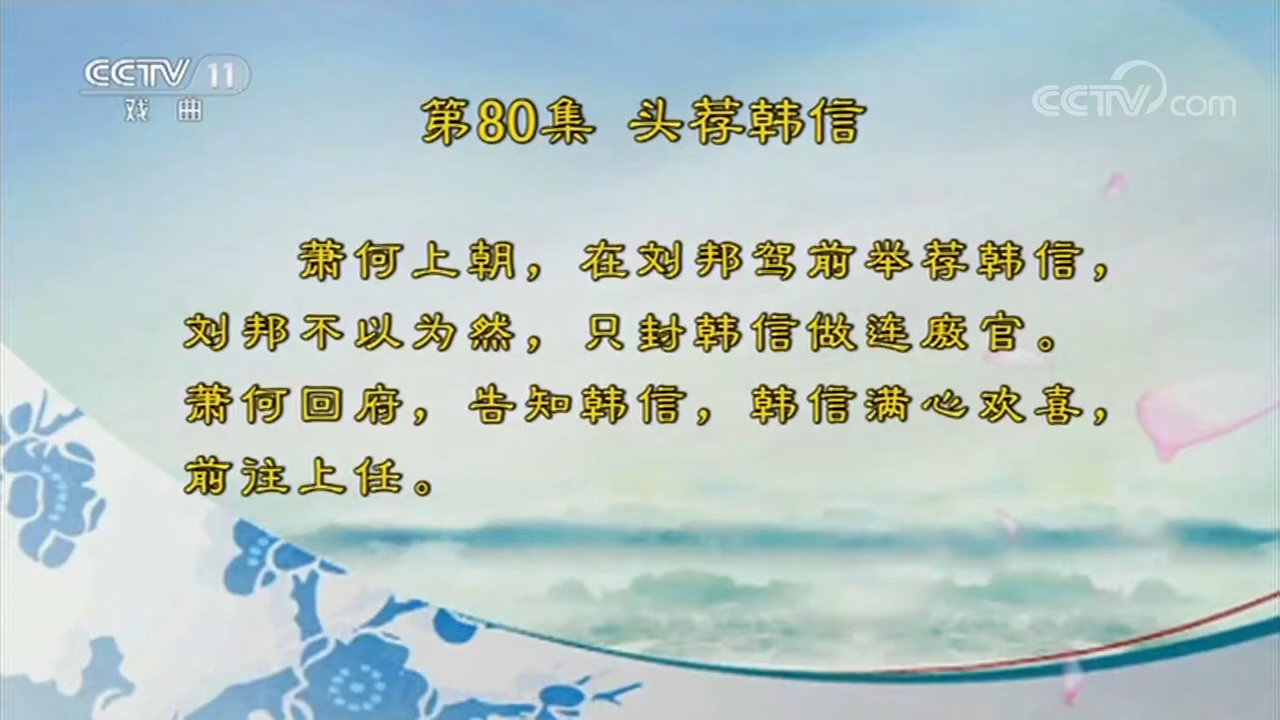 CCTV 11
戏曲
CCTV.com
第80集 头荐韩信
萧何上朝，在刘邦驾前举荐韩信，
刘邦不以为然，只封韩信做连廒官。
萧何回府，告知韩信，韩信满心欢喜，
前往上任。